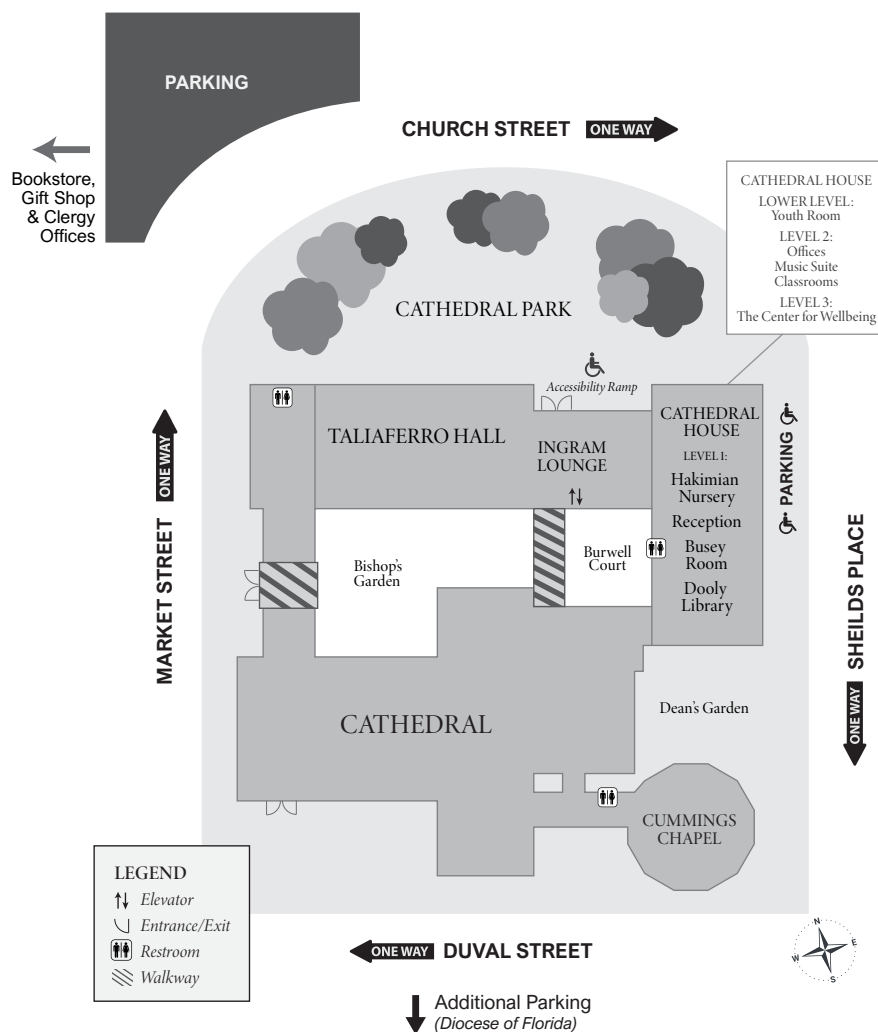 PARKING
CHURCH STREET ONE WAY
Bookstore,
Gift Shop
& Clergy
Offices
CATHEDRAL HOUSE
LOWER LEVEL:
Youth Room
LEVEL 2:
Offices
Music Suite
Classrooms
LEVEL 3:
The Center for Wellbeing
CATHEDRAL PARK
Accessibility Ramp
TALIAFERRO HALL
INGRAM
LOUNGE
CATHEDRAL
HOUSE
LEVEL 1:
Hakimian
Nursery
Reception
Busey
Room
Dooly
Library
PARKING
MARKET STREET ONE WAY
Bishop's
Garden
Burwell
Court
SHEILDS PLACE
ONE WAY
CATHEDRAL
Dean's Garden
CUMMINGS
CHAPEL
LEGEND
Elevator
Entrance/Exit
Restroom
Walkway
ONE WAY DUVAL STREET
N
E
S
W
Additional Parking
(Diocese of Florida)